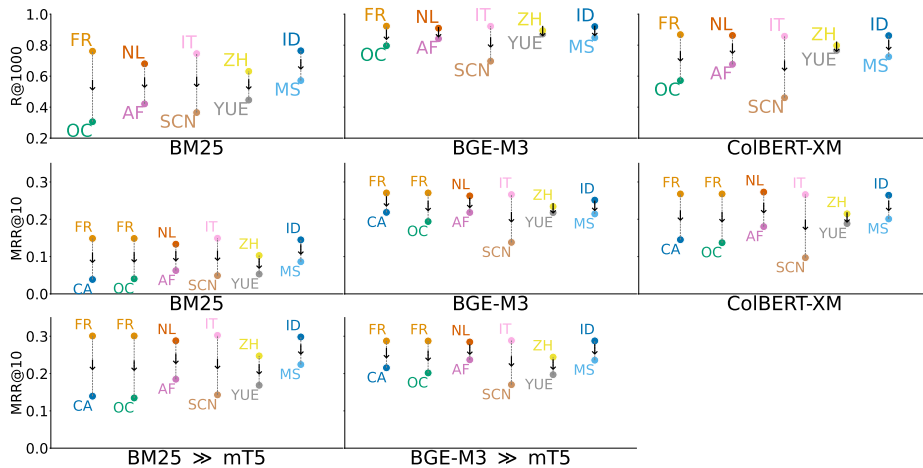 R@1000
1.0
0.8
0.6
0.4
0.2
FR
OC
NL
AF
IT
SCN
ZH
YUE
ID
MS
BM25
FR
OC
NL
AF
IT
SCN
ZH
YUE
ID
MS
BGE-M3
FR
OC
NL
AF
IT
SCN
ZH
YUE
ID
MS
ColBERT-XM
MRR@10
0.3
0.2
0.1
0.0
FR
CA
FR
OC
NL
AF
IT
SCN
ZH
YUE
ID
MS
BM25
FR
CA
FR
OC
NL
AF
IT
SCN
ZH
YUE
ID
MS
BGE-M3
FR
CA
FR
OC
NL
AF
IT
SCN
ZH
YUE
ID
MS
ColBERT-XM
MRR@10
0.3
0.2
0.1
0.0
FR
CA
FR
OC
NL
AF
IT
SCN
ZH
YUE
ID
MS
BM25 ≫ mT5
FR
CA
FR
OC
NL
AF
IT
SCN
ZH
YUE
ID
MS
BGE-M3 ≫ mT5